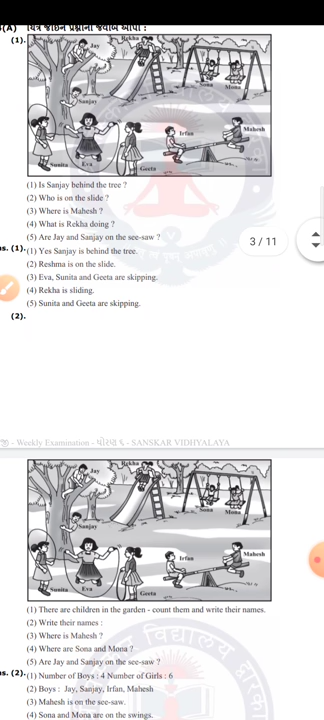 (A) ચિત્ર જોઈને પ્રશ્નોના જવાબ આપો :
(1).
Jay
Rekha
Sona
Mona
Sanjay
Irfan
Mahesh
Sunita
Eva
Geeta
(1) Is Sanjay behind the tree ?
(2) Who is on the slide ?
(3) Where is Mahesh ?
(4) What is Rekha doing ?
(5) Are Jay and Sanjay on the see-saw ?
3 / 11
ns. (1). (1) Yes Sanjay is behind the tree.
(2) Reshma is on the slide.
(3) Eva, Sunita and Geeta are skipping.
(4) Rekha is sliding.
(5) Sunita and Geeta are skipping.
(2).
- Weekly Examination - ધોરણ 6 - SANSKAR VIDHYALAYA
Jay
Rekha
Sona
Mona
Sanjay
Irfan
Mahesh
Sunita
Eva
Geeta
(1) There are children in the garden - count them and write their names.
(2) Write their names :
(3) Where is Mahesh ?
(4) Where are Sona and Mona ?
(5) Are Jay and Sanjay on the see-saw ?
ns. (2). (1) Number of Boys : 4 Number of Girls : 6
(2) Boys : Jay, Sanjay, Irfan, Mahesh
(3) Mahesh is on the see-saw.
(4) Sona and Mona are on the swings.